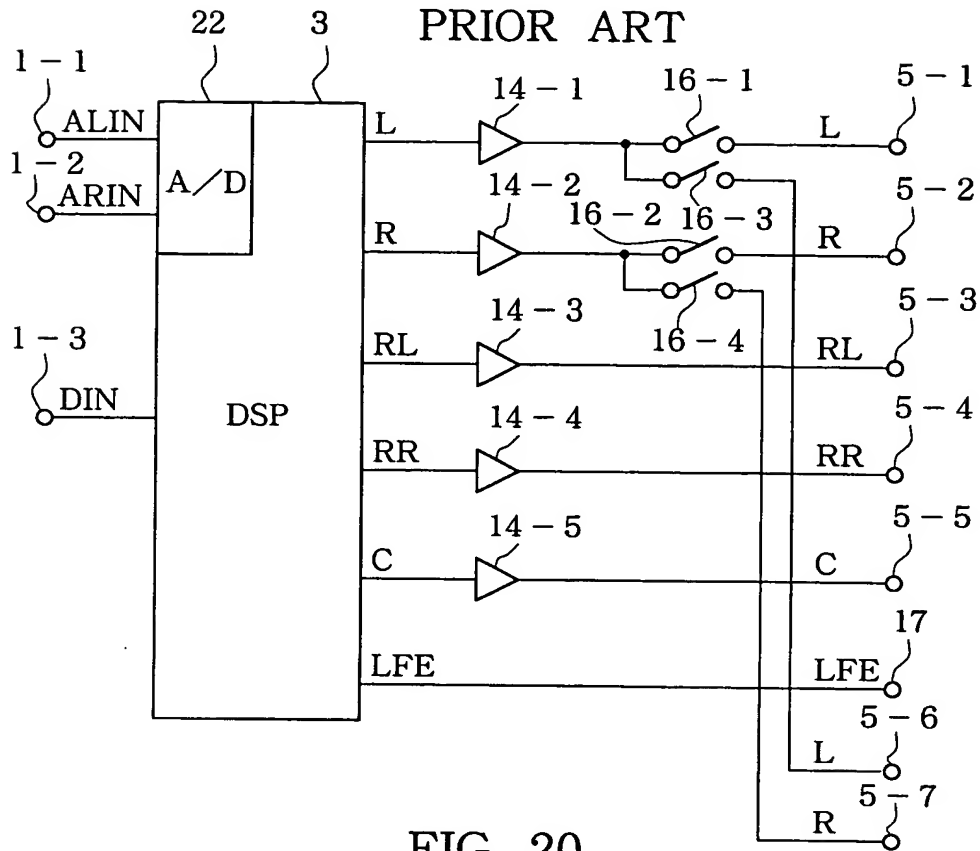 PRIOR ART
22
3
1-1
ALIN
1-2
ARIN
A/D
1-3
DIN
DSP
L
14-1
16-1
L
5-1
R
14-2
16-2
16-3
R
5-2
16-4
RL
14-3
RL
5-3
RR
14-4
RR
5-4
C
14-5
C
5-5
LFE
LFE
17
L
5-6
R
5-7
FIG. 20